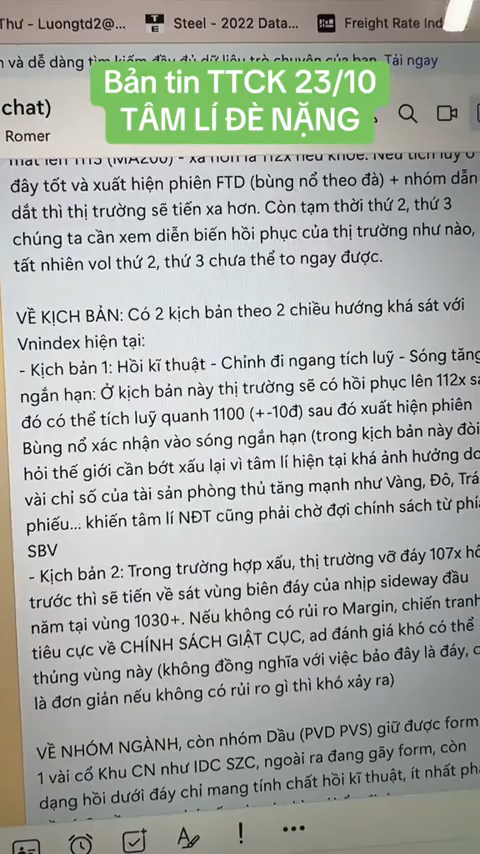 Thư - Luongtd2@...
TE
Steel - 2022 Data...
Freight Rate Ind
và dễ dàng tìm kiếm đầy đủ dữ liệu trò chuyện của bạn. Tải ngay
Bản tin TTCK 23/10
TÂM LÍ ĐÈ NẶNG
chat)
Romer
đây tốt và xuất hiện phiên FTD (bùng nổ theo đà) + nhóm dẫn
dắt thì thị trường sẽ tiến xa hơn. Còn tạm thời thứ 2, thứ 3
chúng ta cần xem diễn biến hồi phục của thị trường như nào,
tất nhiên vol thứ 2, thứ 3 chưa thể to ngay được.
VỀ KỊCH BẢN: Có 2 kịch bản theo 2 chiều hướng khá sát với
Vnindex hiện tại:
- Kịch bản 1: Hồi kĩ thuật - Chỉnh đi ngang tích luỹ - Sóng tăng
ngắn hạn: Ở kịch bản này thị trường sẽ có hồi phục lên 112x
đó có thể tích luỹ quanh 1100 (+-10đ) sau đó xuất hiện phiên
Bùng nổ xác nhận vào sóng ngắn hạn (trong kịch bản này đòi
hỏi thế giới cần bớt xấu lại vì tâm lí hiện tại khá ảnh hưởng
vài chỉ số của tài sản phòng thủ tăng mạnh như Vàng, Đô,
phiếu... khiến tâm lí NĐT cũng phải chờ đợi chính sách từ
SBV
- Kịch bản 2: Trong trường hợp xấu, thị trường vỡ đáy 107x
trước thì sẽ tiến về sát vùng biên đáy của nhịp sideway đầu
năm tại vùng 1030+. Nếu không có rủi ro Margin, chiến tranh
tiêu cực về CHÍNH SÁCH GIẬT CỤC, ad đánh giá khó có thể
thủng vùng này (không đồng nghĩa với việc bảo đây là đáy,
là đơn giản nếu không có rủi ro gì thì khó xảy ra)
VỀ NHÓM NGÀNH, còn nhóm Dầu (PVD PVS) giữ được form
1 vài cổ Khu CN như IDC SZC, ngoài ra đang gãy form, còn
dạng hồi dưới đáy chỉ mang tính chất hồi kĩ thuật, ít nhất